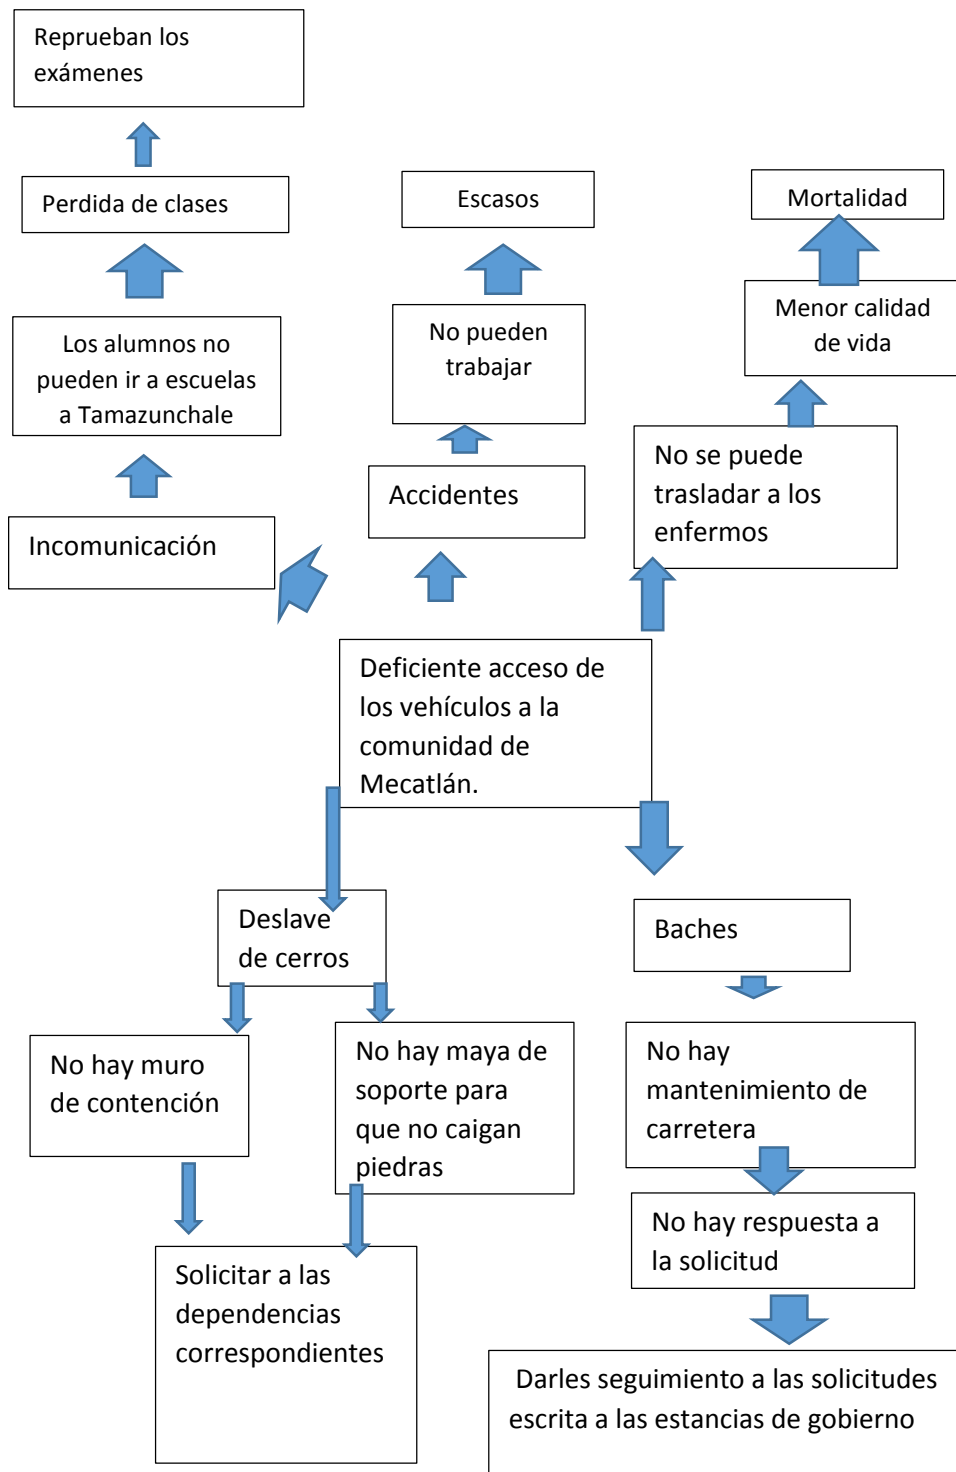 Reprueban los
exámenes
Perdida de clases
Escasos
Mortalidad
Los alumnos no
pueden ir a escuelas
a Tamazunchale
No pueden
trabajar
Menor calidad
de vida
Incomunicación
Accidentes
No se puede
trasladar a los
enfermos
Deficiente acceso de
los vehículos a la
comunidad de
Mecatlán.
Deslave
de cerros
Baches
No hay muro
de contención
No hay maya de
soporte para
que no caigan
piedras
No hay
mantenimiento de
carretera
No hay respuesta a
la solicitud
Solicitar a las
dependencias
correspondientes
Darles seguimiento a las solicitudes
escrita a las estancias de gobierno